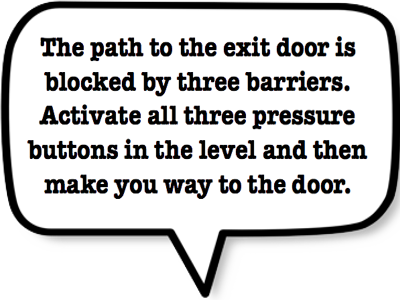 The path to the exit door is
blocked by three barriers.
Activate all three pressure
buttons in the level and then
make you way to the door.